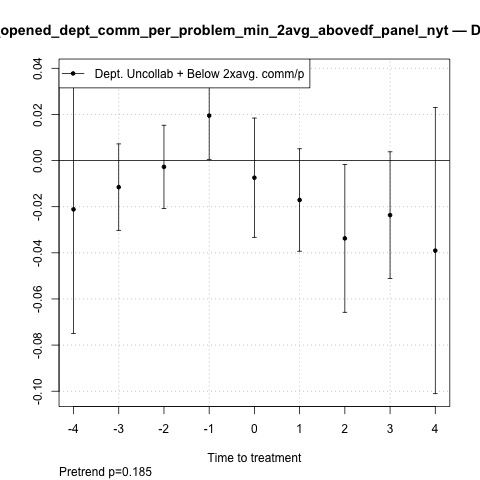 opened_dept_comm_per_problem_min_2avg_abovedf_panel_nyt — D
Dept. Uncollab + Below 2xavg. comm/p
0.04
0.02
0.00
-0.02
-0.04
-0.06
-0.08
-0.10
-4 -3 -2 -1 0 1 2 3 4
Time to treatment
Pretrend p=0.185